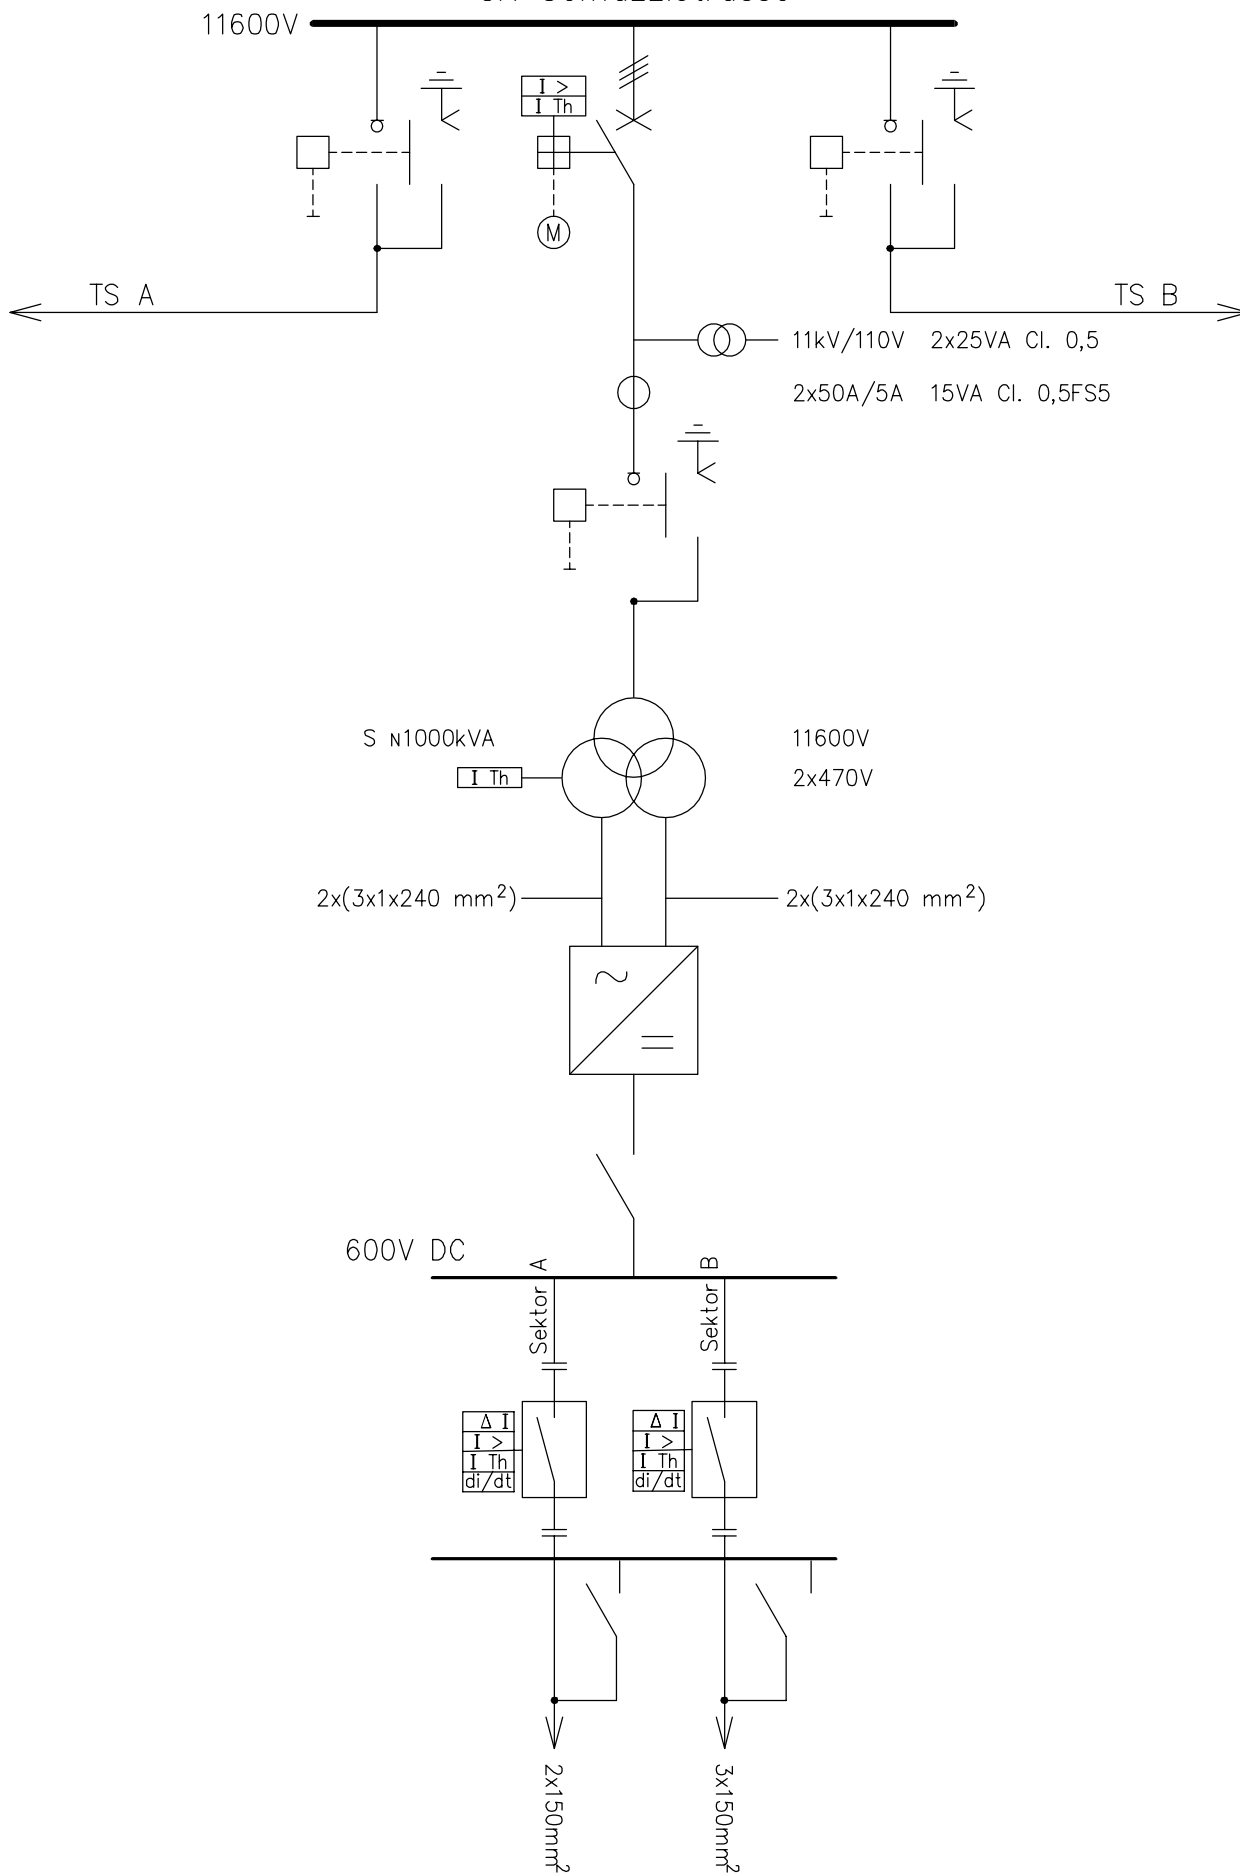 11600V
I >
I Th
M
TS A
TS B
11kV/110V 2x25VA Cl. 0,5
2x50A/5A 15VA Cl. 0,5FS5
S N1000kVA
11600V
I Th
2x470V
2x(3x1x240 mm²)
2x(3x1x240 mm²)
~
=
600V DC
Sektor A
Sektor B
Δ I
I >
I Th
di/dt
Δ I
I >
I Th
di/dt
2x150mm²
3x150mm²